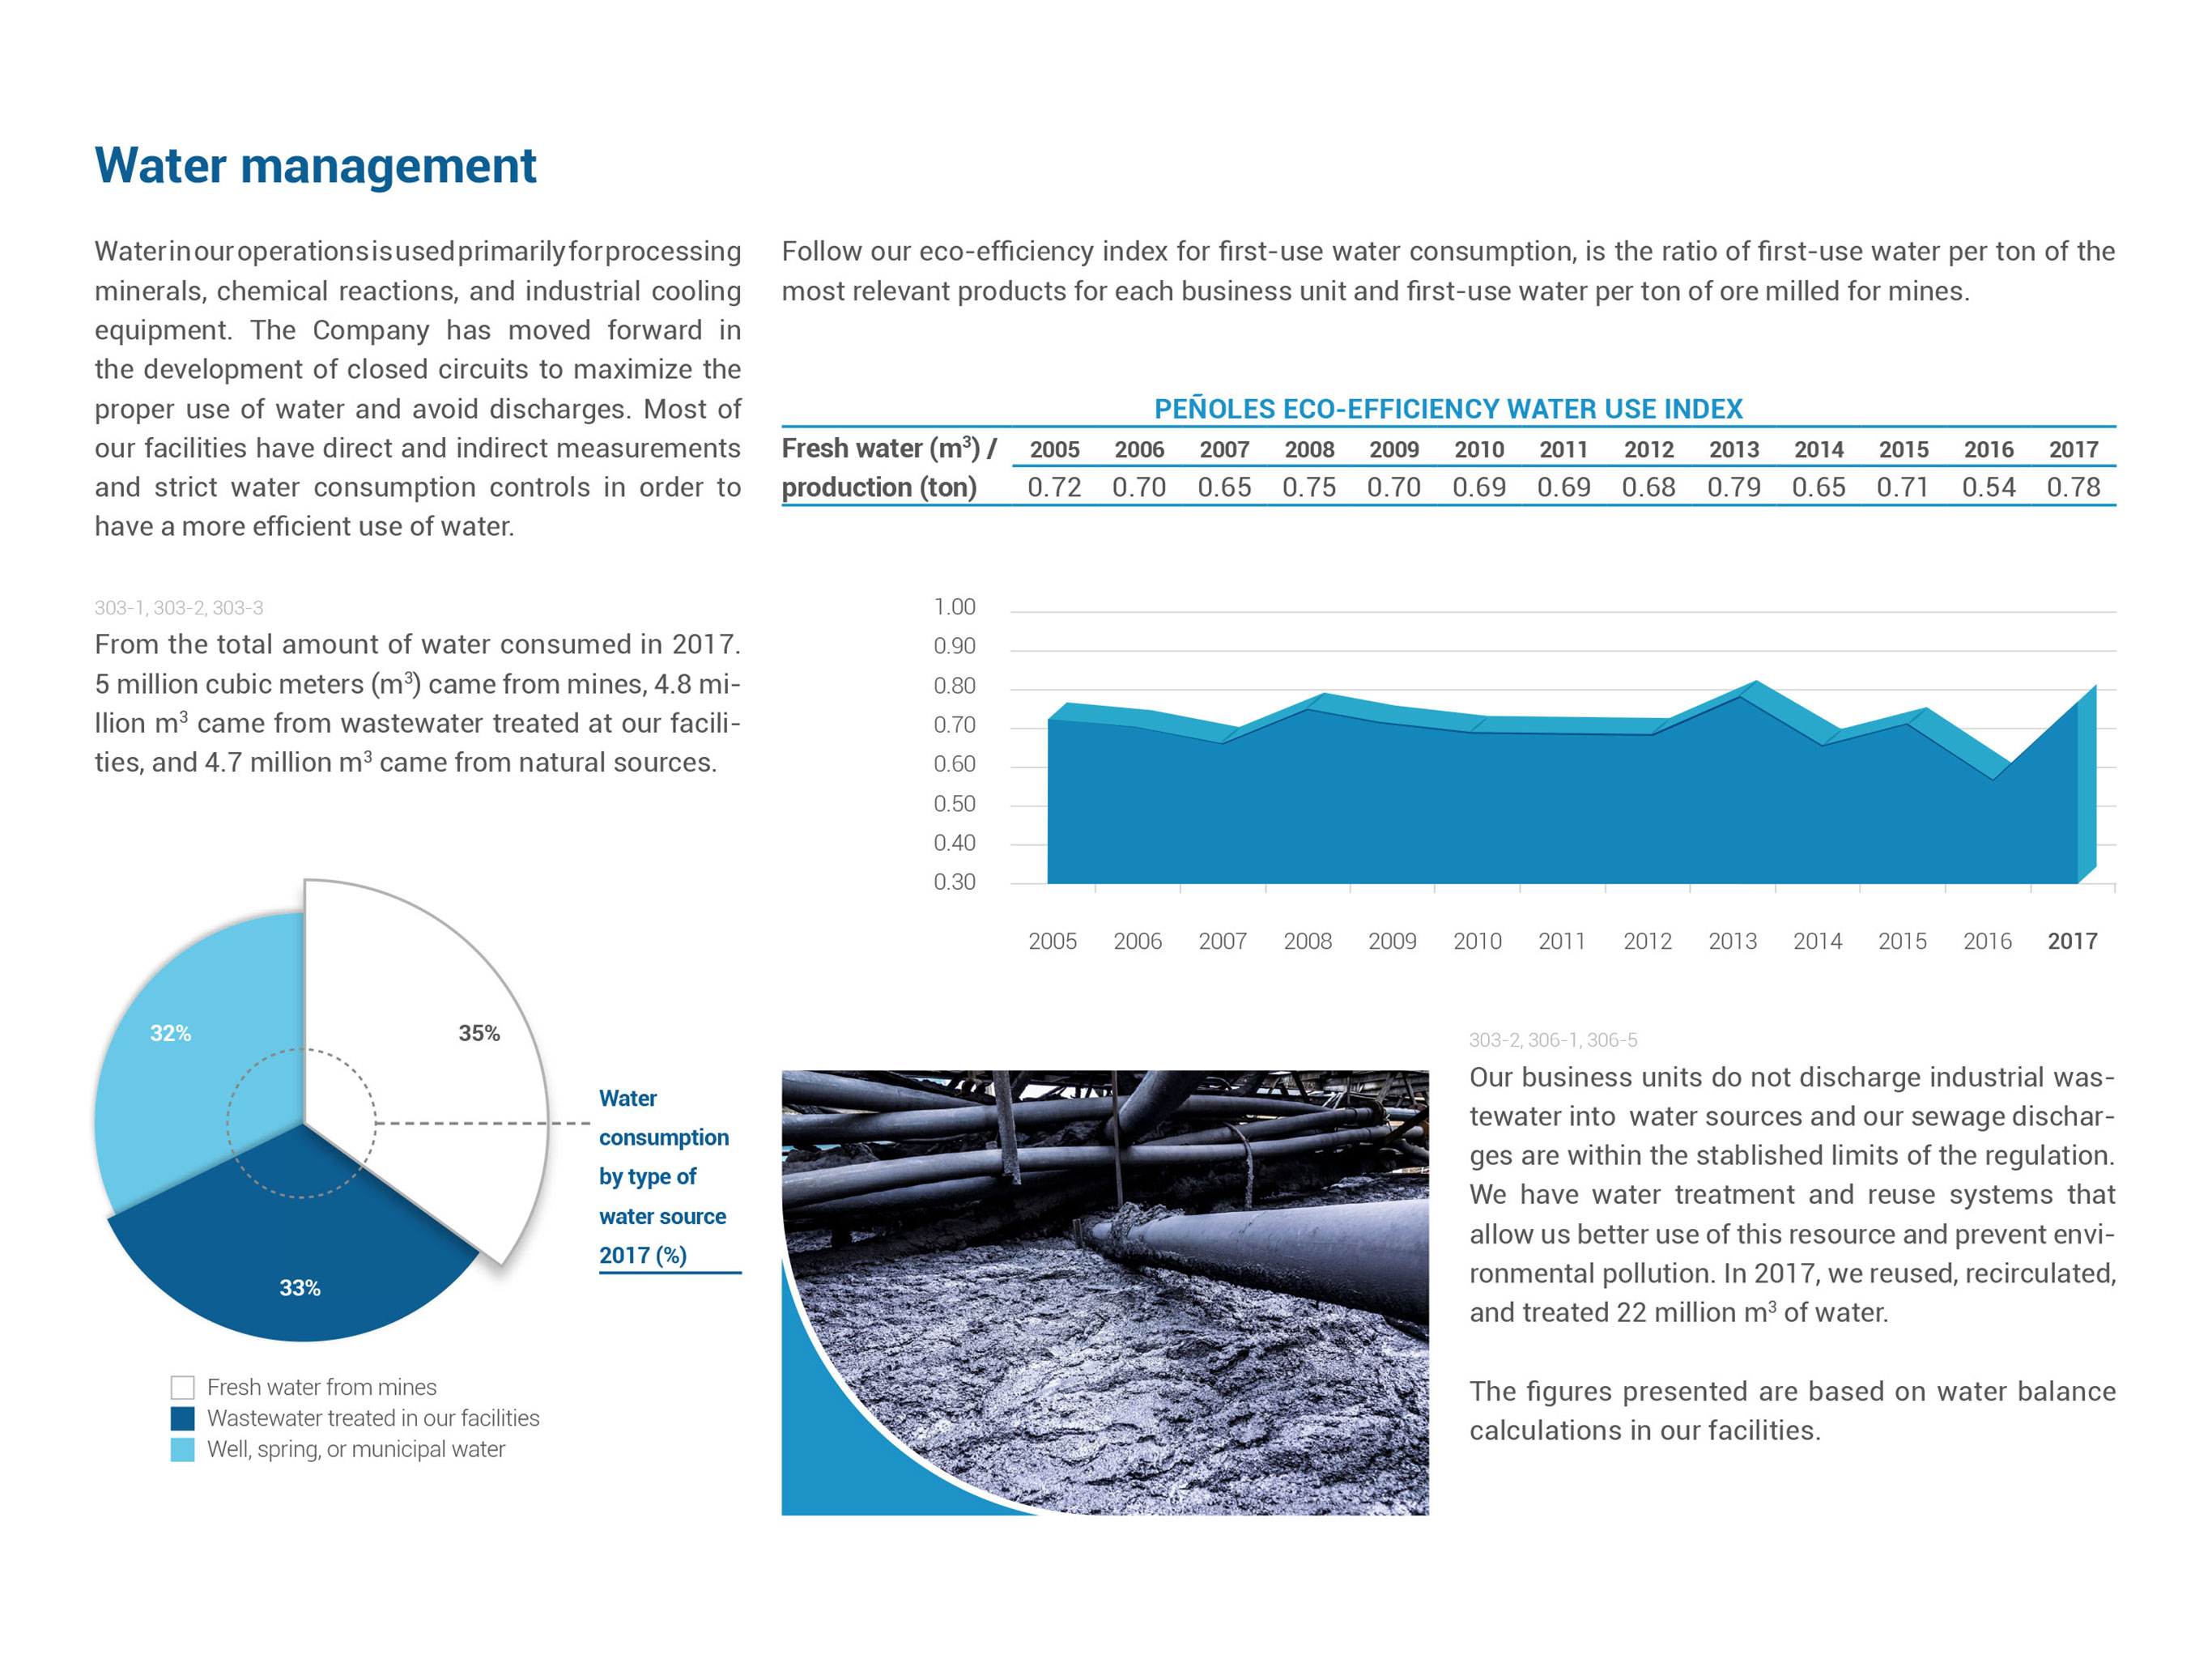 Water management
Water in our operations is used primarily for processing
minerals, chemical reactions, and industrial cooling
equipment. The Company has moved forward in
the development of closed circuits to maximize the
proper use of water and avoid discharges. Most of
our facilities have direct and indirect measurements
and strict water consumption controls in order to
have a more efficient use of water.
303-1, 303-2, 303-3
From the total amount of water consumed in 2017.
5 million cubic meters (m³) came from mines, 4.8 mi-
llion m³ came from wastewater treated at our facili-
ties, and 4.7 million m³ came from natural sources.
32%
35%
33%
Water
consumption
by type of
water source
2017 (%)
Fresh water from mines
Wastewater treated in our facilities
Well, spring, or municipal water
Follow our eco-efficiency index for first-use water consumption, is the ratio of first-use water per ton of the
most relevant products for each business unit and first-use water per ton of ore milled for mines.
PEÑOLES ECO-EFFICIENCY WATER USE INDEX
Fresh water (m³) / 2005 2006 2007 2008 2009 2010 2011 2012 2013 2014 2015 2016 2017
production (ton) 0.72 0.70 0.65 0.75 0.70 0.69 0.69 0.68 0.79 0.65 0.71 0.54 0.78
1.00
0.90
0.80
0.70
0.60
0.50
0.40
0.30
2005 2006 2007 2008 2009 2010 2011 2012 2013 2014 2015 2016 2017
303-2, 306-1, 306-5
Our business units do not discharge industrial was-
tewater into water sources and our sewage dischar-
ges are within the stablished limits of the regulation.
We have water treatment and reuse systems that
allow us better use of this resource and prevent envi-
ronmental pollution. In 2017, we reused, recirculated,
and treated 22 million m³ of water.
The figures presented are based on water balance
calculations in our facilities.